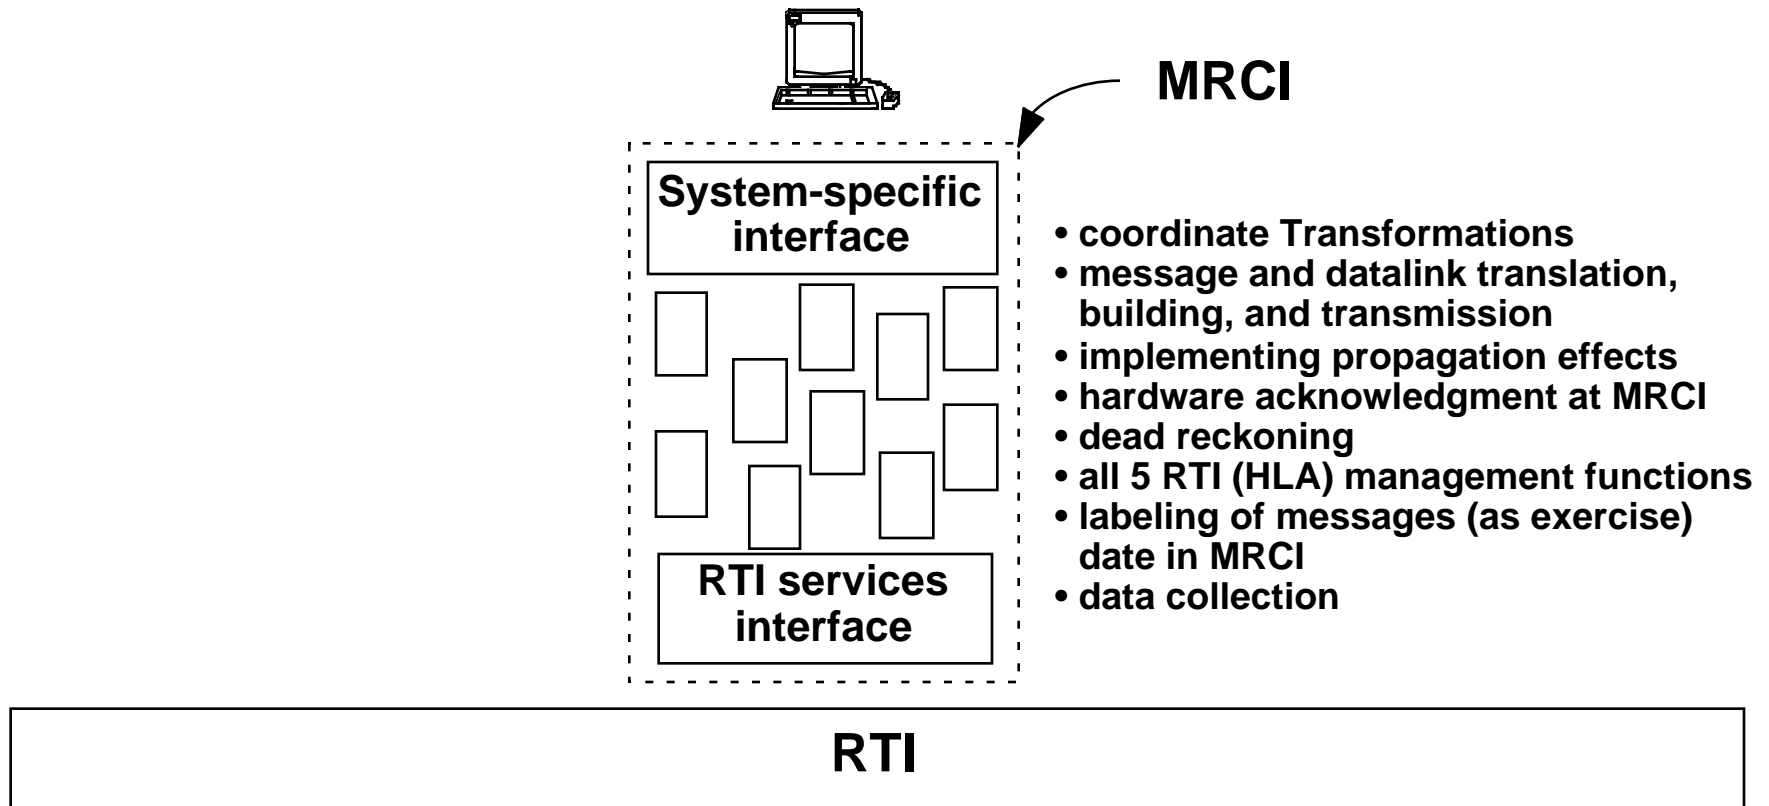 MRCI
System-specific
interface
• coordinate Transformations
• message and datalink translation,
building, and transmission
• implementing propagation effects
• hardware acknowledgment at MRCI
• dead reckoning
• all 5 RTI (HLA) management functions
• labeling of messages (as exercise)
date in MRCI
• data collection
RTI services
interface
RTI